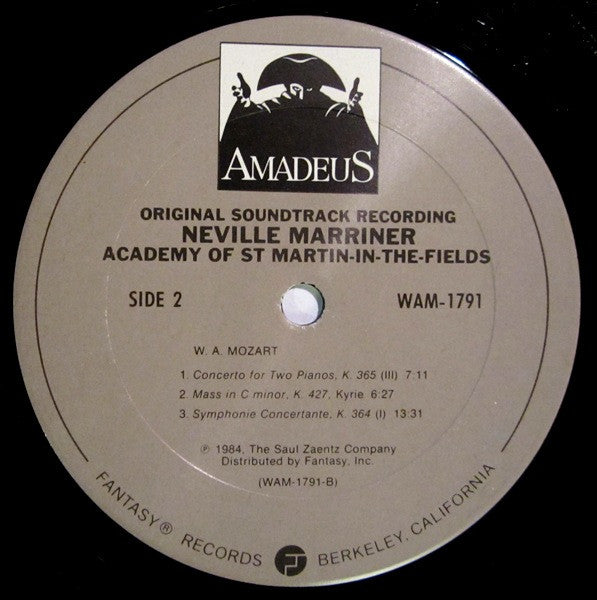 AMADEUS
ORIGINAL SOUNDTRACK RECORDING
NEVILLE MARRINER
ACADEMY OF ST MARTIN-IN-THE-FIELDS
SIDE 2
WAM-1791
W. A. MOZART
1. Concerto for Two Pianos, K. 365 (III) 7:11
2. Mass in C minor, K. 427, Kyrie 6:27
3. Symphonie Concertante, K. 364 (I) 13:31
℗ 1984, The Saul Zaentz Company
Distributed by Fantasy, Inc.
(WAM-1791-B)
FANTASY® RECORDS BERKELEY, CALIFORNIA